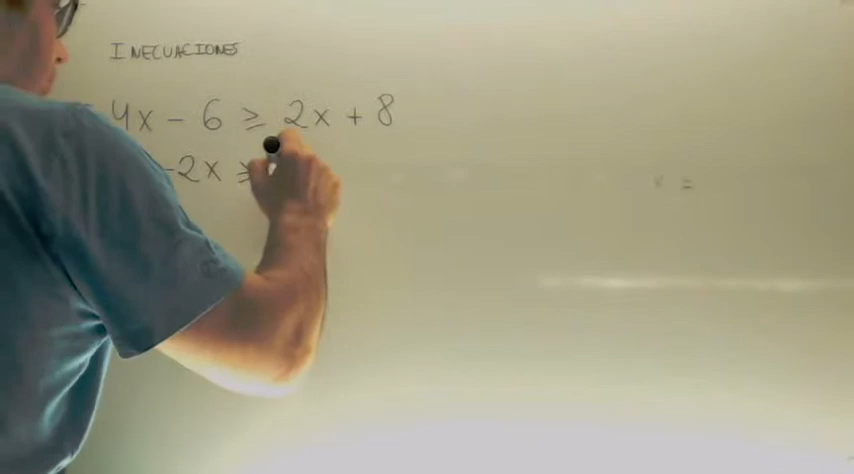 INECUACIONES
4x - 6 ≥ 2x + 8
-2x ≥
x =